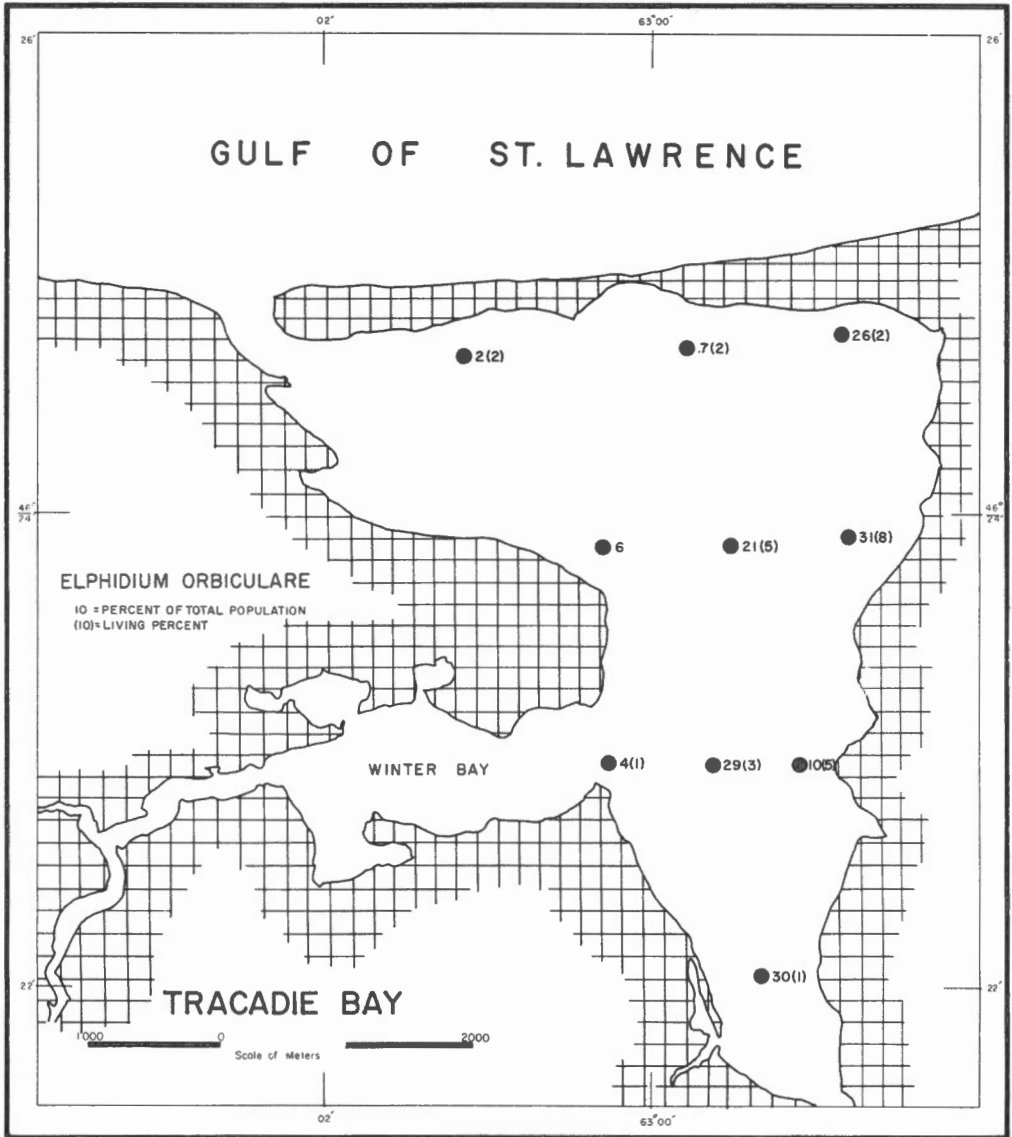 02' 63°00'
26' 26'
GULF OF ST. LAWRENCE
2(2) .7(2) 26(2)
46° 24' 46° 24'
6 21(5) 31(8)
ELPHIDIUM ORBICULARE
10 = PERCENT OF TOTAL POPULATION
(10)= LIVING PERCENT
WINTER BAY 4(1) 29(3) 10(5)
22' 22'
30(1)
TRACADIE BAY
1000 0 2000
Scale of Meters
02' 63°00'